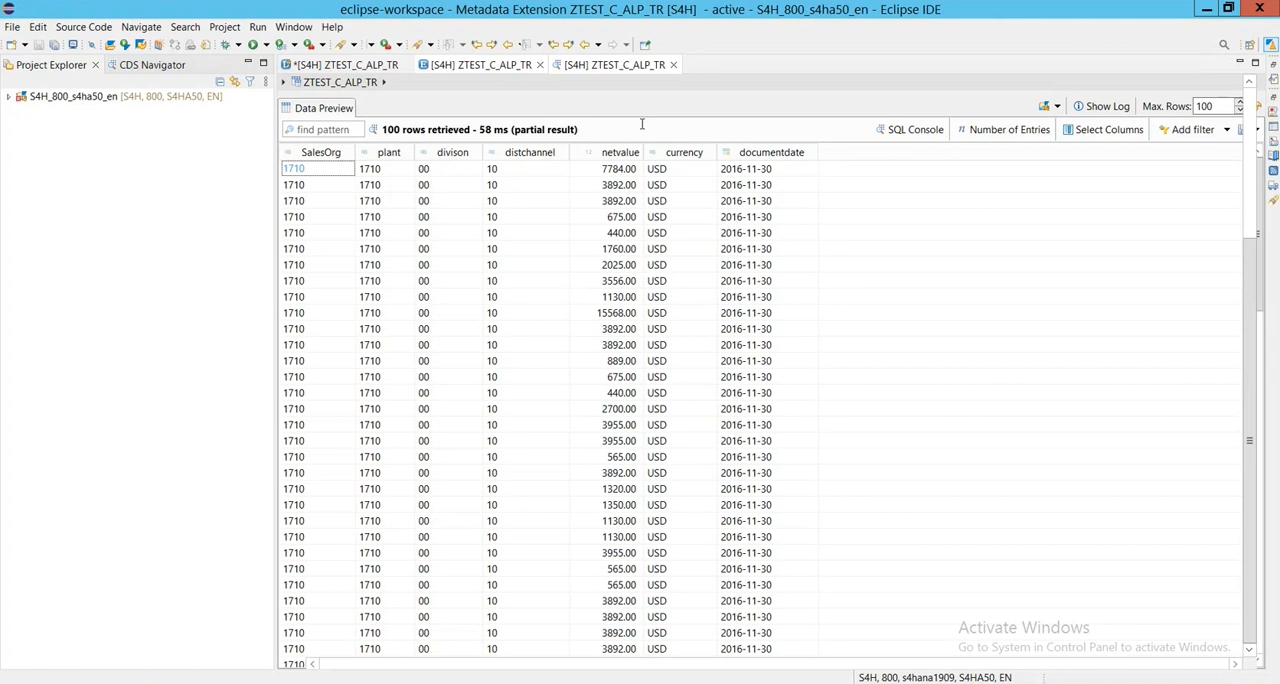 eclipse-workspace - Metadata Extension ZTEST_C_ALP_TR [S4H] - active - S4H_800_s4ha50_en - Eclipse IDE
File Edit Source Code Navigate Search Project Run Window Help
Project Explorer CDS Navigator *[S4H] ZTEST_C_ALP_TR [S4H] ZTEST_C_ALP_TR [S4H] ZTEST_C_ALP_TR
ZTEST_C_ALP_TR
S4H_800_s4ha50_en [S4H, 800, S4HA50, EN]
Data Preview Show Log Max. Rows: 100
find pattern 100 rows retrieved - 58 ms (partial result) SQL Console Number of Entries Select Columns Add filter
SalesOrg plant divison distchannel netvalue currency documentdate
1710 1710 00 10 7784.00 USD 2016-11-30
1710 1710 00 10 3892.00 USD 2016-11-30
1710 1710 00 10 3892.00 USD 2016-11-30
1710 1710 00 10 675.00 USD 2016-11-30
1710 1710 00 10 440.00 USD 2016-11-30
1710 1710 00 10 1760.00 USD 2016-11-30
1710 1710 00 10 2025.00 USD 2016-11-30
1710 1710 00 10 3556.00 USD 2016-11-30
1710 1710 00 10 1130.00 USD 2016-11-30
1710 1710 00 10 15568.00 USD 2016-11-30
1710 1710 00 10 3892.00 USD 2016-11-30
1710 1710 00 10 3892.00 USD 2016-11-30
1710 1710 00 10 889.00 USD 2016-11-30
1710 1710 00 10 675.00 USD 2016-11-30
1710 1710 00 10 440.00 USD 2016-11-30
1710 1710 00 10 2700.00 USD 2016-11-30
1710 1710 00 10 3955.00 USD 2016-11-30
1710 1710 00 10 3955.00 USD 2016-11-30
1710 1710 00 10 565.00 USD 2016-11-30
1710 1710 00 10 3892.00 USD 2016-11-30
1710 1710 00 10 1320.00 USD 2016-11-30
1710 1710 00 10 1350.00 USD 2016-11-30
1710 1710 00 10 1130.00 USD 2016-11-30
1710 1710 00 10 1130.00 USD 2016-11-30
1710 1710 00 10 3955.00 USD 2016-11-30
1710 1710 00 10 565.00 USD 2016-11-30
1710 1710 00 10 565.00 USD 2016-11-30
1710 1710 00 10 3892.00 USD 2016-11-30
1710 1710 00 10 3892.00 USD 2016-11-30
1710 1710 00 10 3892.00 USD 2016-11-30
1710 1710 00 10 3892.00 USD 2016-11-30
1710
Activate Windows
Go to System in Control Panel to activate Windows.
S4H, 800, s4hana1909, S4HA50, EN